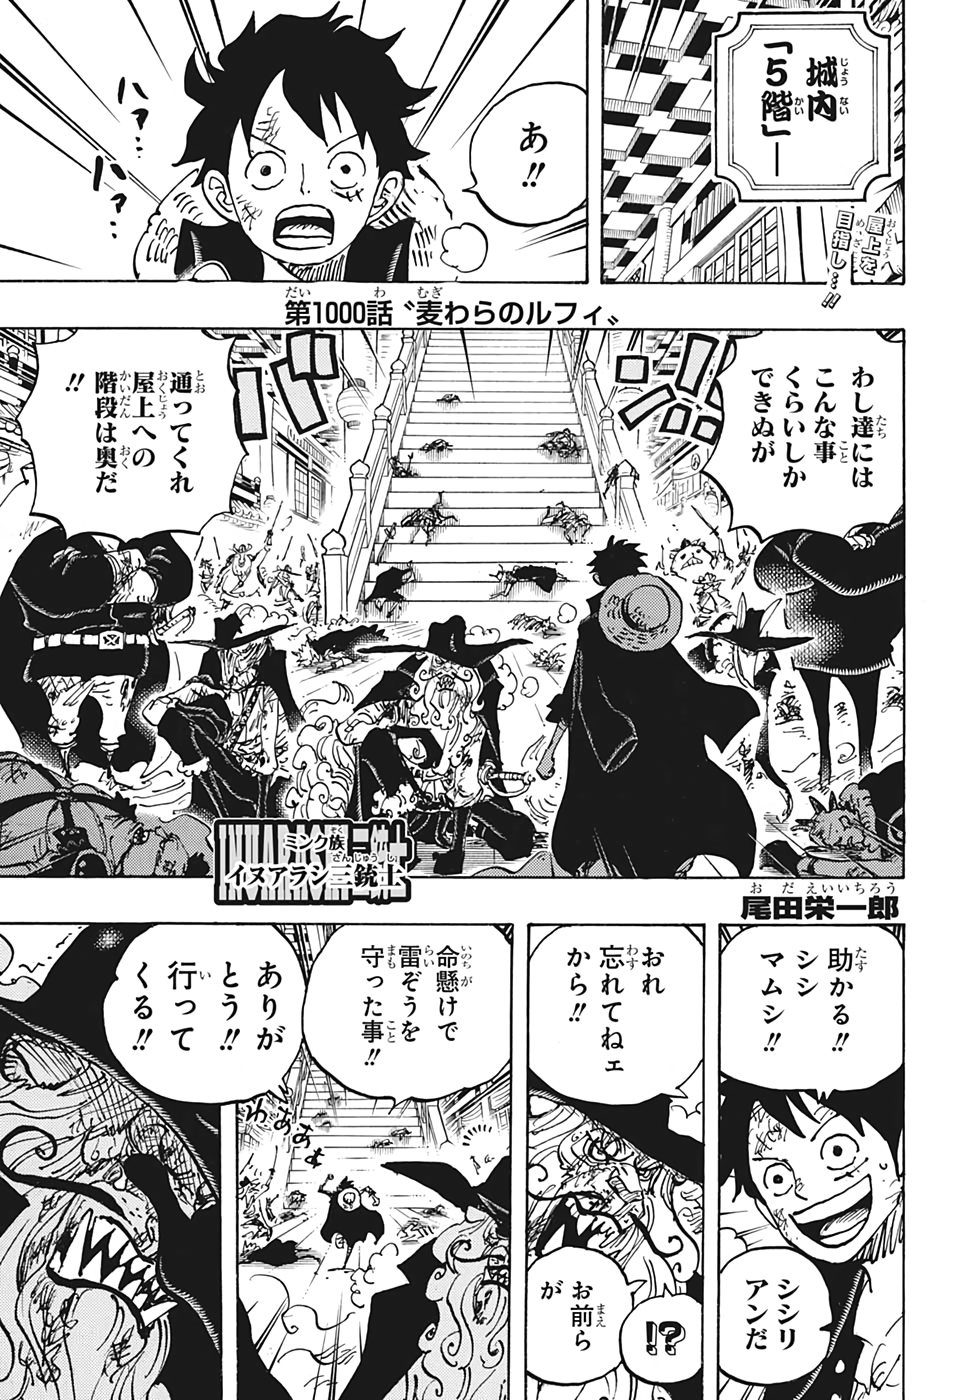 城内
「5階」―
屋上を
目指し…!!
あ!!
ハァ…?
ハァ…
第1000話〝麦わらのルフィ〟
わし達には
こんな事
くらいしか
できぬが
通ってくれ
屋上への
階段は奥だ
!!
ミンク族
イヌアラシ三銃士
尾田栄一郎
助かる!!
シシ
マムシ!!
シシリ
アンだ
おれ
忘れてねェ
から!!
!?
お前ら
が
命懸けで
雷ぞうを
守った事!!
わああ
ありが
とう!!
行って
くる!!